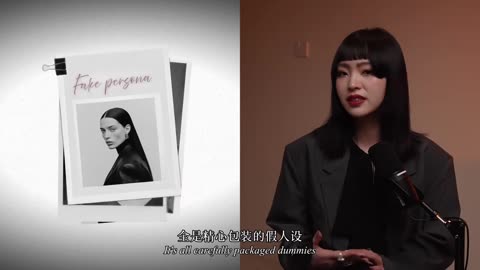 Fake persona
全是精心包装的假人设
It's all carefully packaged dummies